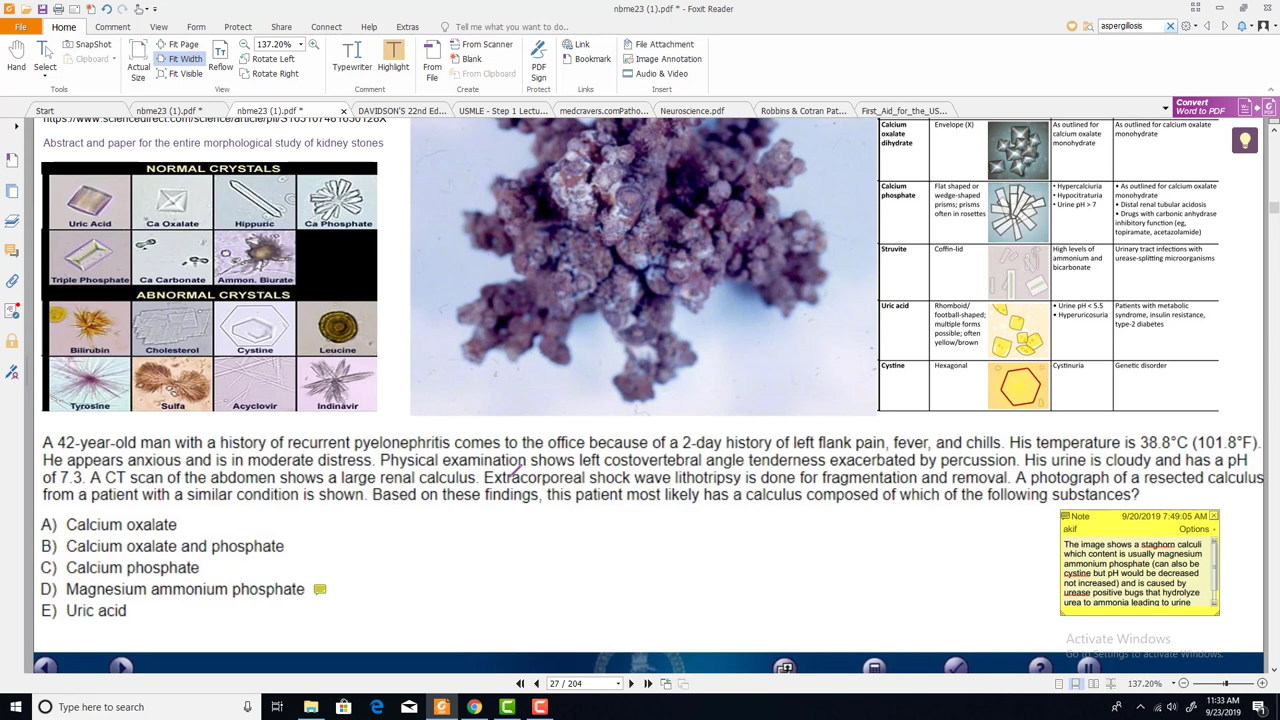 nbme23 (1).pdf * - Foxit Reader
File Home Comment View Form Protect Share Connect Help Extras Tell me what you want to do... aspergillosis
Hand
Select
SnapShot
Clipboard
Tools
Actual Size
Fit Page
Fit Width
Fit Visible
Reflow
137.20%
Rotate Left
Rotate Right
View
Typewriter
Highlight
Comment
From File
From Scanner
Blank
From Clipboard
Create
PDF Sign
Protect
Link
Bookmark
Links
File Attachment
Image Annotation
Audio & Video
Insert
Start nbme23 (1).pdf * nbme23 (1).pdf * DAVIDSON'S 22nd Ed... USMLE - Step 1 Lectu... medcravers.comPatho... Neuroscience.pdf Robbins & Cotran Pat... First_Aid_for_the_US...
Convert
Word to PDF
Abstract and paper for the entire morphological study of kidney stones
NORMAL CRYSTALS
Uric Acid Ca Oxalate Hippuric Ca Phosphate
Triple Phosphate Ca Carbonate Ammon. Biurate
ABNORMAL CRYSTALS
Bilirubin Cholesterol Cystine Leucine
Tyrosine Sulfa Acyclovir Indinavir
Calcium oxalate dihydrate
Envelope (X)
As outlined for calcium oxalate monohydrate
As outlined for calcium oxalate monohydrate
Calcium phosphate
Flat shaped or wedge-shaped prisms; prisms often in rosettes
• Hypercalciuria
• Hypocitraturia
• Urine pH > 7
• As outlined for calcium oxalate monohydrate
• Distal renal tubular acidosis
• Drugs with carbonic anhydrase inhibitory function (eg, topiramate, acetazolamide)
Struvite
Coffin-lid
High levels of ammonium and bicarbonate
Urinary tract infections with urease-splitting microorganisms
Uric acid
Rhomboid/ football-shaped; multiple forms possible; often yellow/brown
• Urine pH < 5.5
• Hyperuricosuria
Patients with metabolic syndrome, insulin resistance, type-2 diabetes
Cystine
Hexagonal
Cystinuria
Genetic disorder
A 42-year-old man with a history of recurrent pyelonephritis comes to the office because of a 2-day history of left flank pain, fever, and chills. His temperature is 38.8°C (101.8°F).
He appears anxious and is in moderate distress. Physical examination shows left costovertebral angle tenderness exacerbated by percussion. His urine is cloudy and has a pH
of 7.3. A CT scan of the abdomen shows a large renal calculus. Extracorporeal shock wave lithotripsy is done for fragmentation and removal. A photograph of a resected calculus
from a patient with a similar condition is shown. Based on these findings, this patient most likely has a calculus composed of which of the following substances?
A) Calcium oxalate
B) Calcium oxalate and phosphate
C) Calcium phosphate
D) Magnesium ammonium phosphate
E) Uric acid
Note 9/20/2019 7:49:05 AM
akif Options
The image shows a staghorn calculi
which content is usually magnesium
ammonium phosphate (can also be
cystine but pH would be decreased
not increased) and is caused by
urease positive bugs that hydrolyze
urea to ammonia leading to urine
Activate Windows
Go to Settings to activate Windows.
27 / 204
137.20%
Type here to search
11:33 AM
9/23/2019